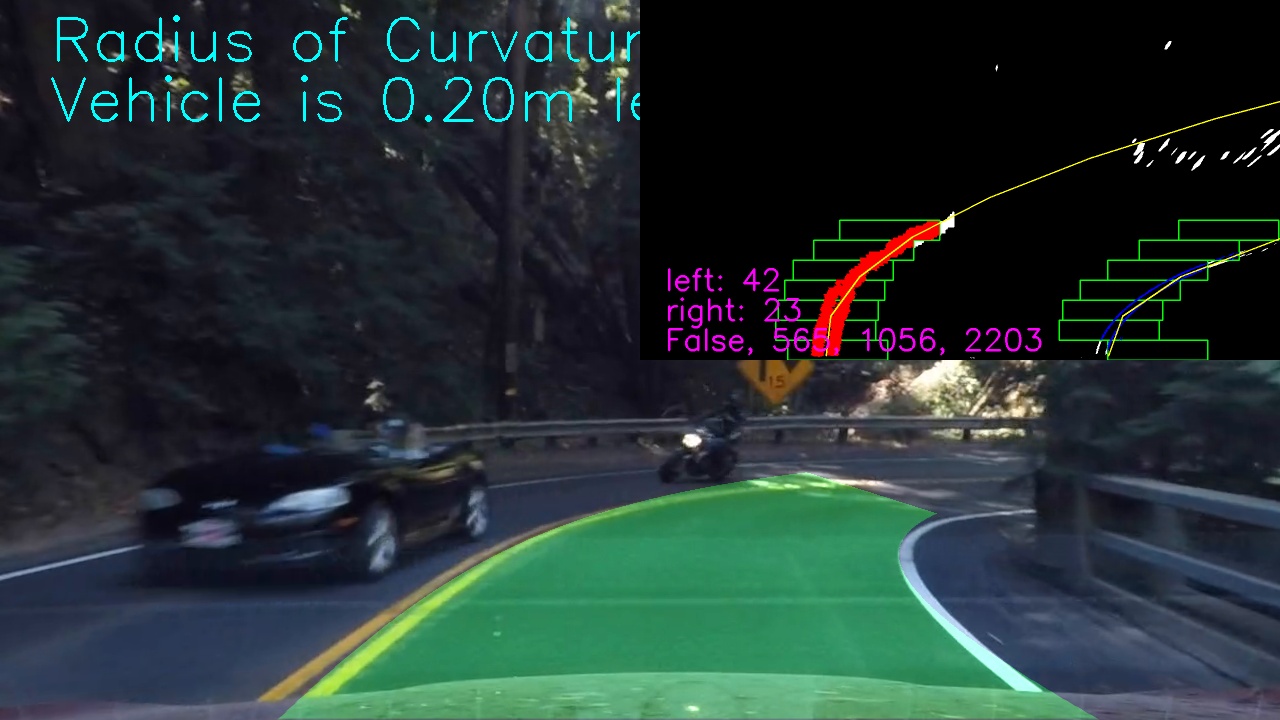 Radius of Curvatur
Vehicle is 0.20m le
left: 42
right: 23
False, 565, 1056, 2203
15